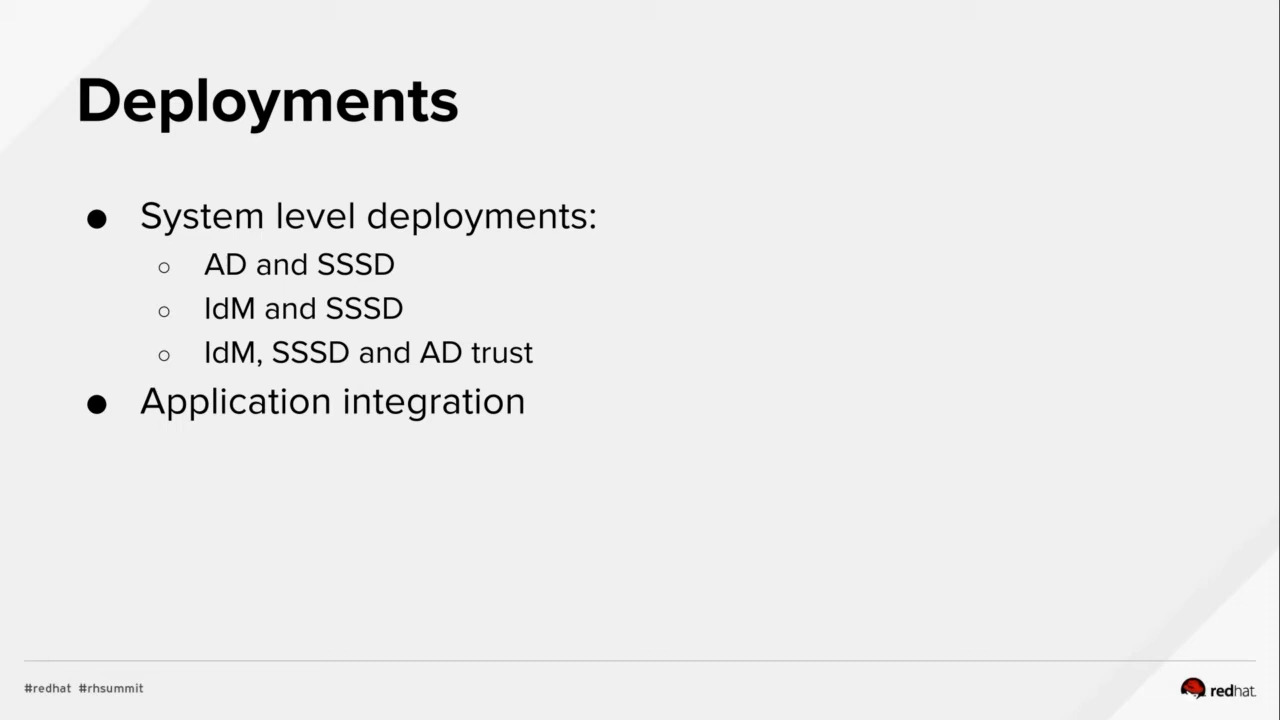 Deployments
● System level deployments:
○ AD and SSSD
○ IdM and SSSD
○ IdM, SSSD and AD trust
● Application integration
#redhat #rhsummit
redhat.